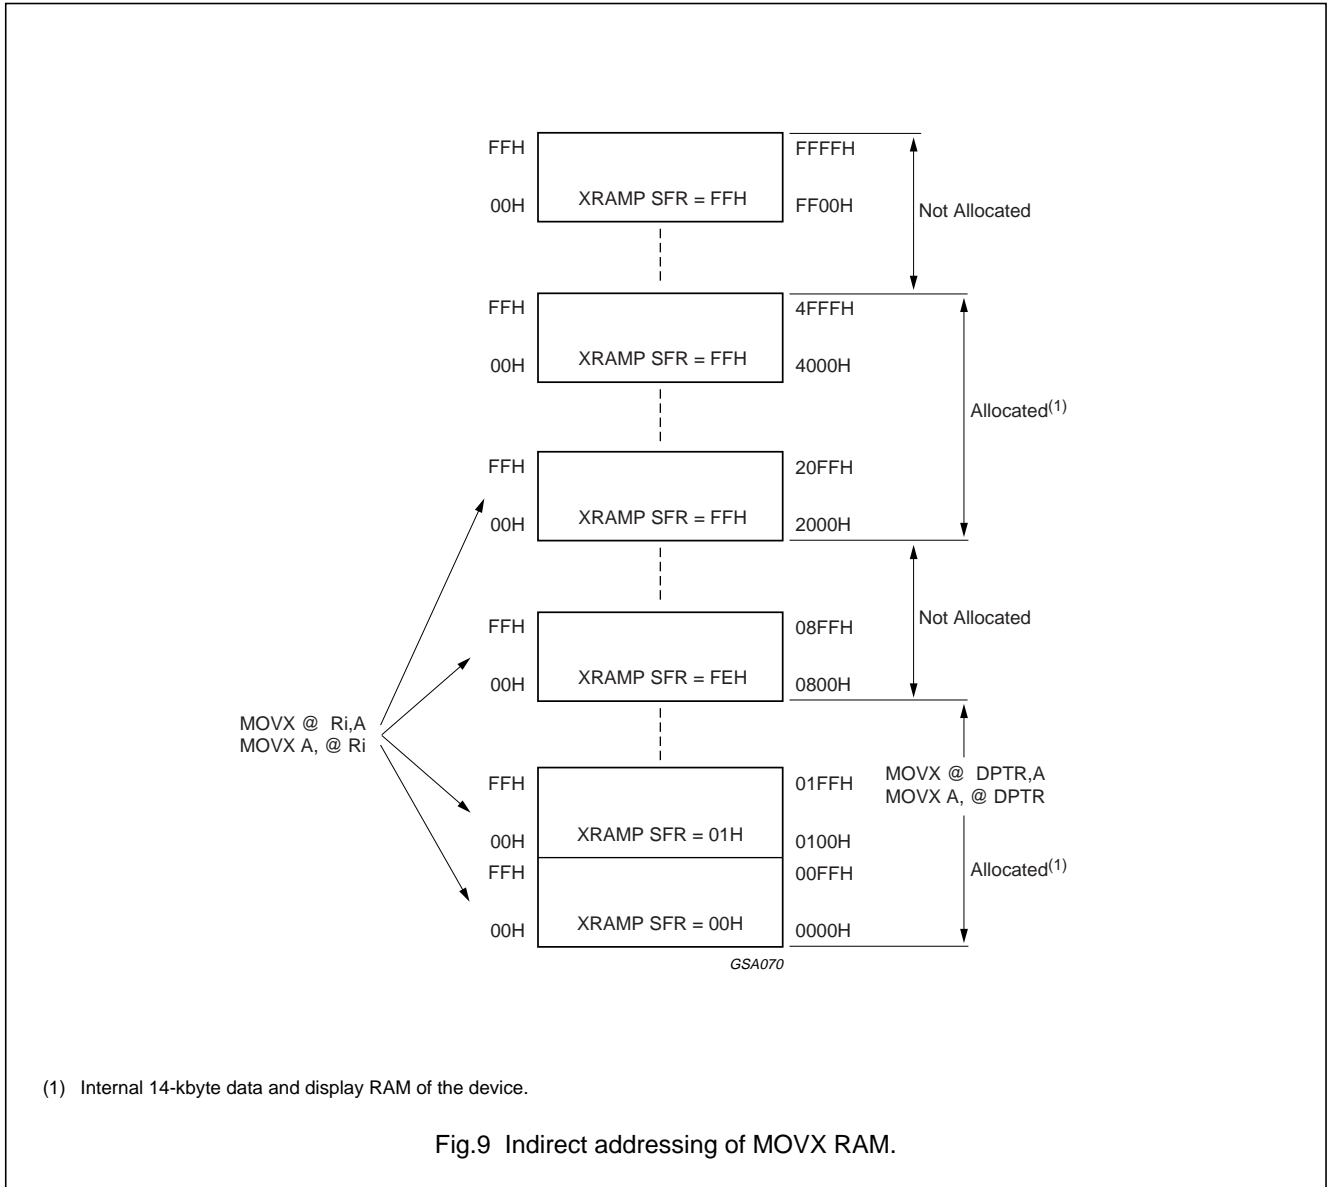 FFH FFFFH
XRAMP SFR = FFH
00H FF00H
Not Allocated
FFH 4FFFH
XRAMP SFR = FFH
00H 4000H
Allocated(1)
FFH 20FFH
XRAMP SFR = FFH
00H 2000H
Not Allocated
FFH 08FFH
XRAMP SFR = FEH
00H 0800H
MOVX @ Ri,A
MOVX A, @ Ri
MOVX @ DPTR,A
MOVX A, @ DPTR
FFH 01FFH
XRAMP SFR = 01H
00H 0100H
FFH 00FFH
Allocated(1)
XRAMP SFR = 00H
00H 0000H
GSA070
(1) Internal 14-kbyte data and display RAM of the device.
Fig.9 Indirect addressing of MOVX RAM.